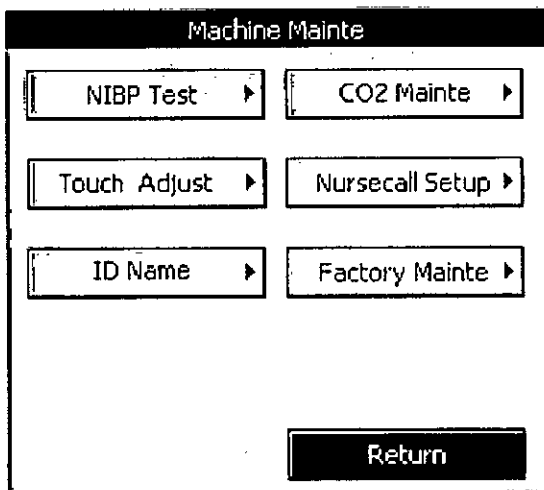 Machine Mainte
NIBP Test
CO2 Mainte
Touch Adjust
Nursecall Setup
ID Name
Factory Mainte
Return